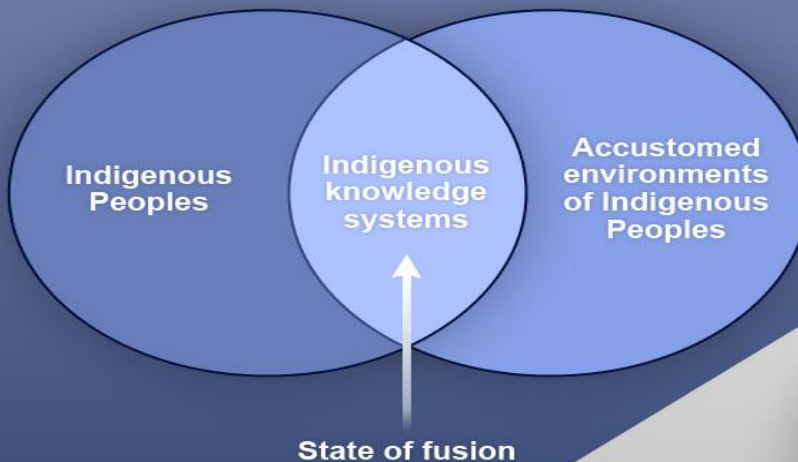 Indigenous
Peoples
Indigenous
knowledge
systems
Accustomed
environments
of Indigenous
Peoples
State of fusion